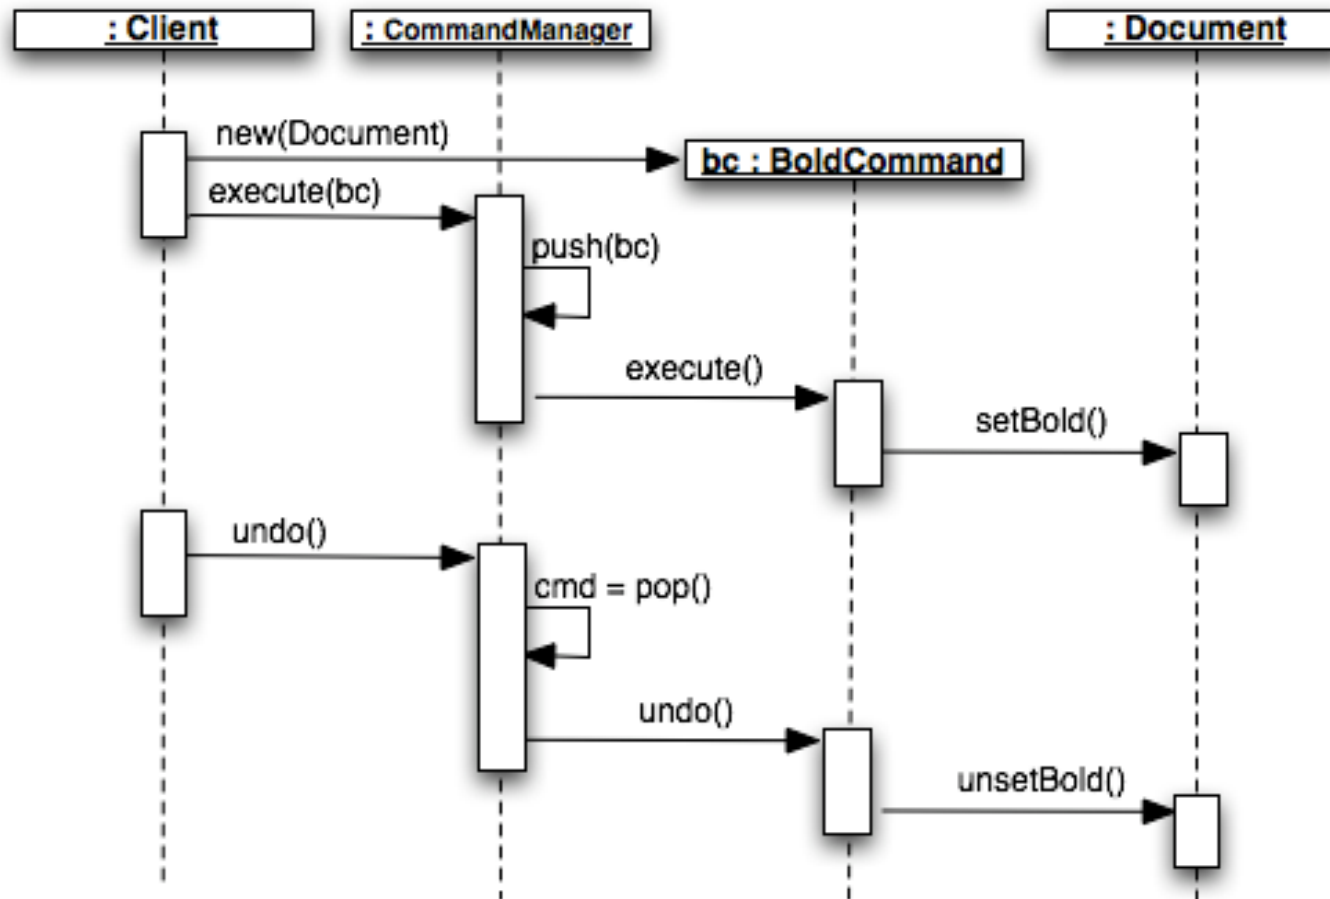 : Client
: CommandManager
: Document
new(Document)
bc : BoldCommand
execute(bc)
push(bc)
execute()
setBold()
undo()
cmd = pop()
undo()
unsetBold()